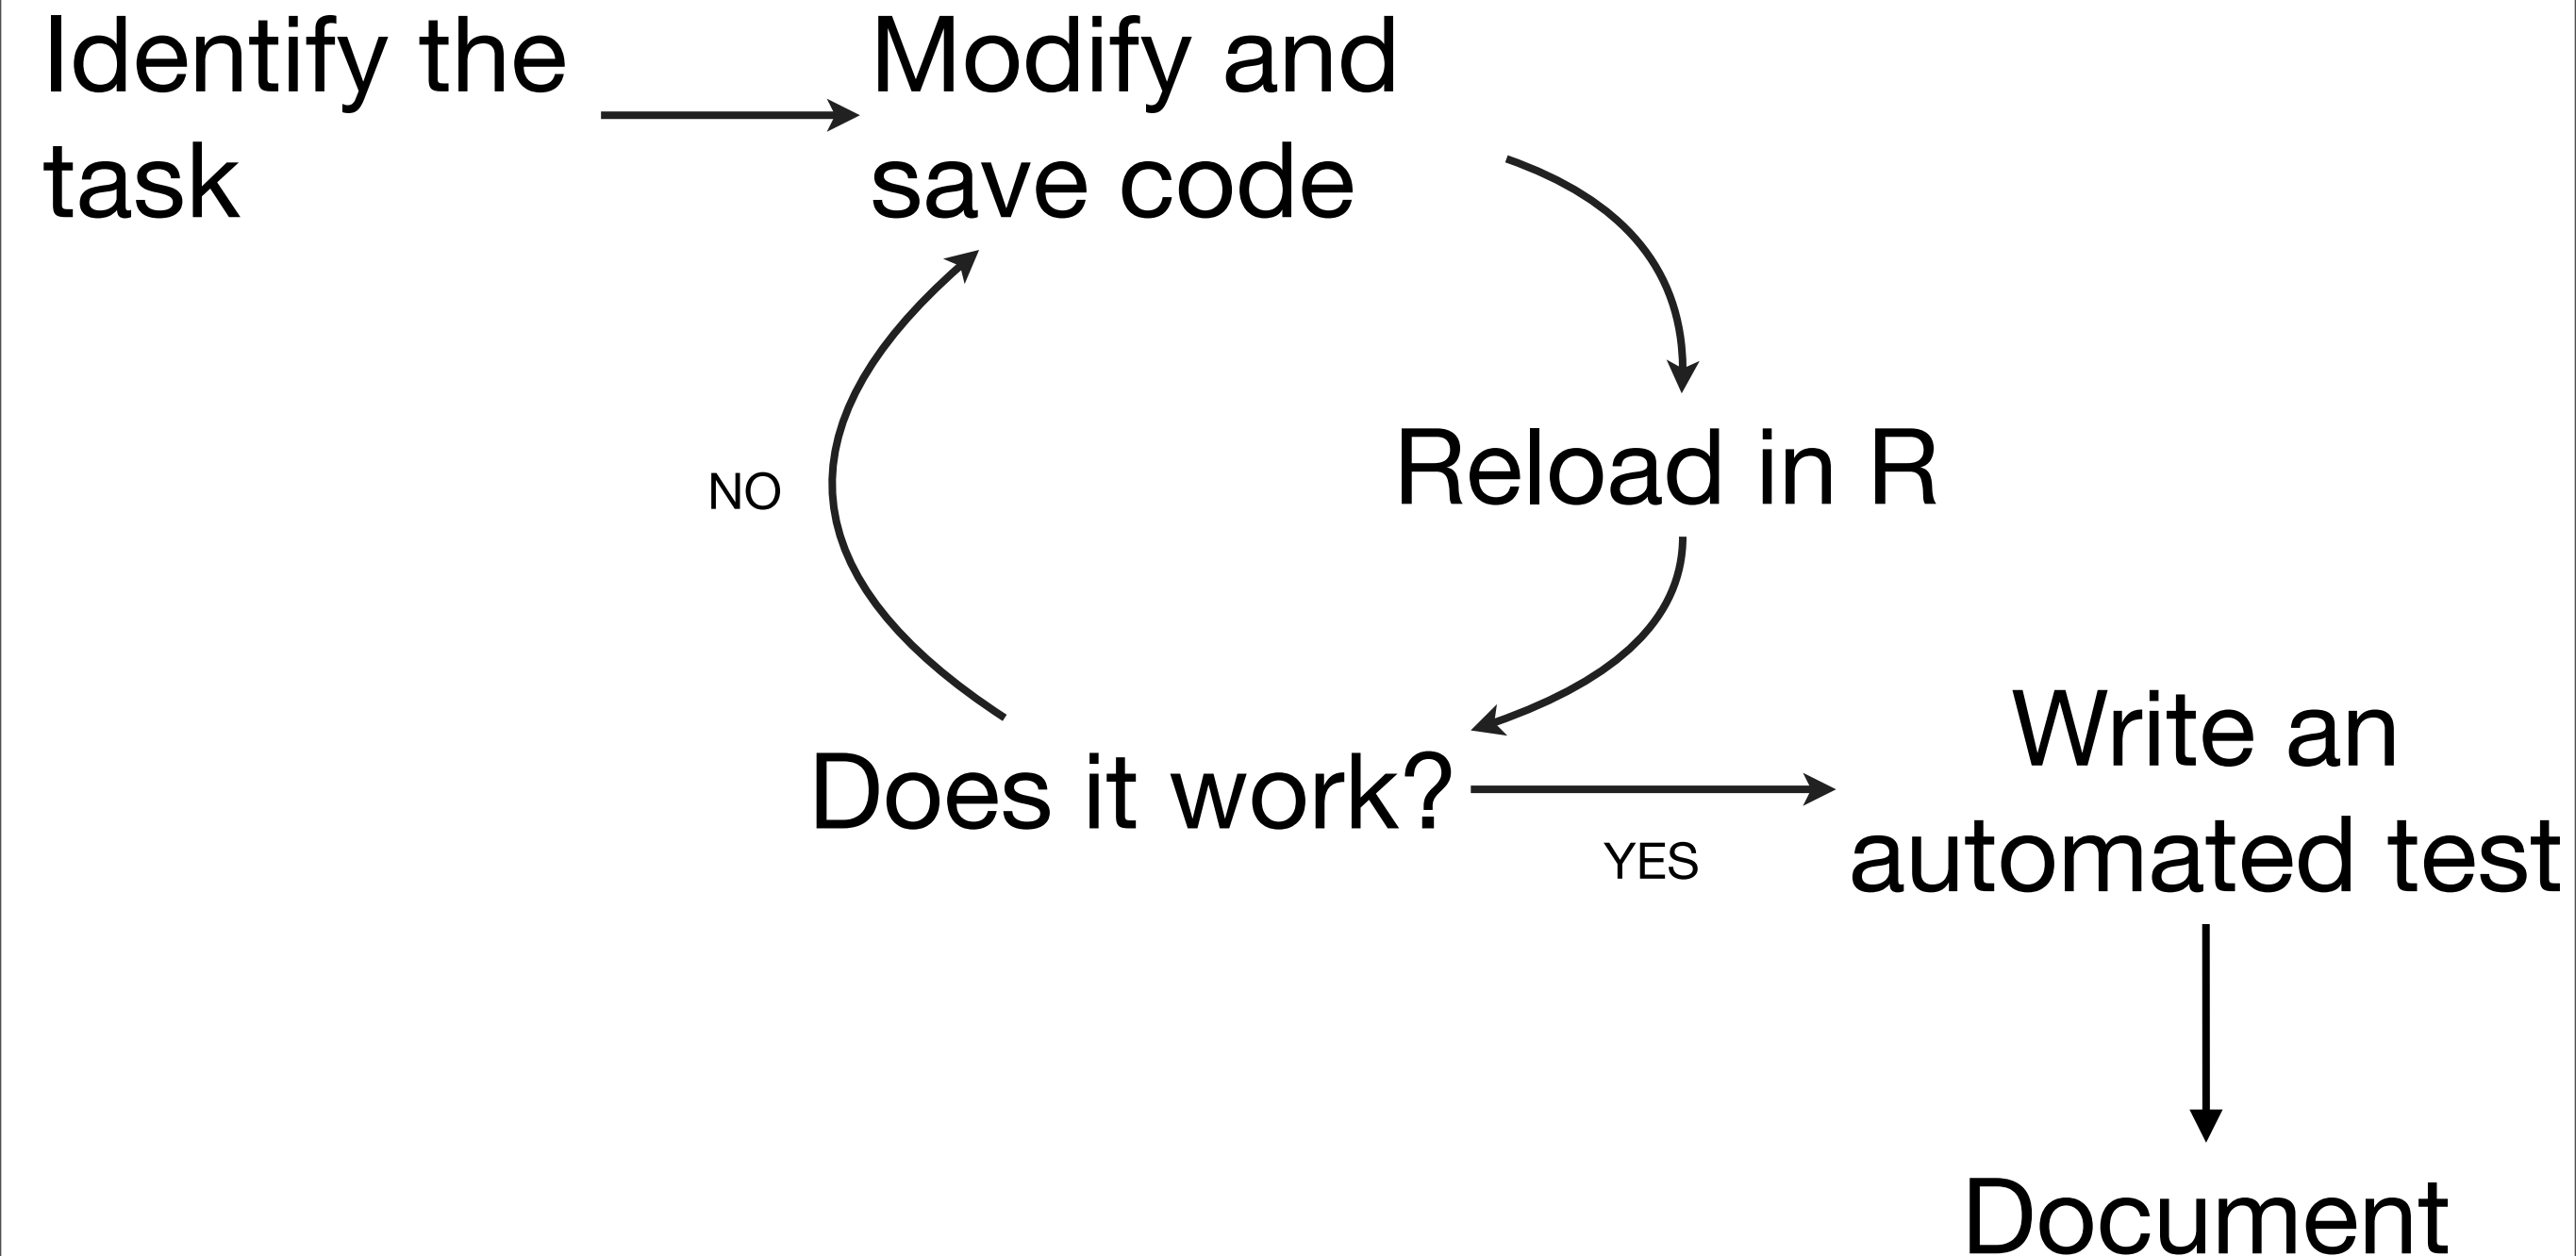 Identify the
task
Modify and
save code
Reload in R
NO
Does it work?
YES
Write an
automated test
Document